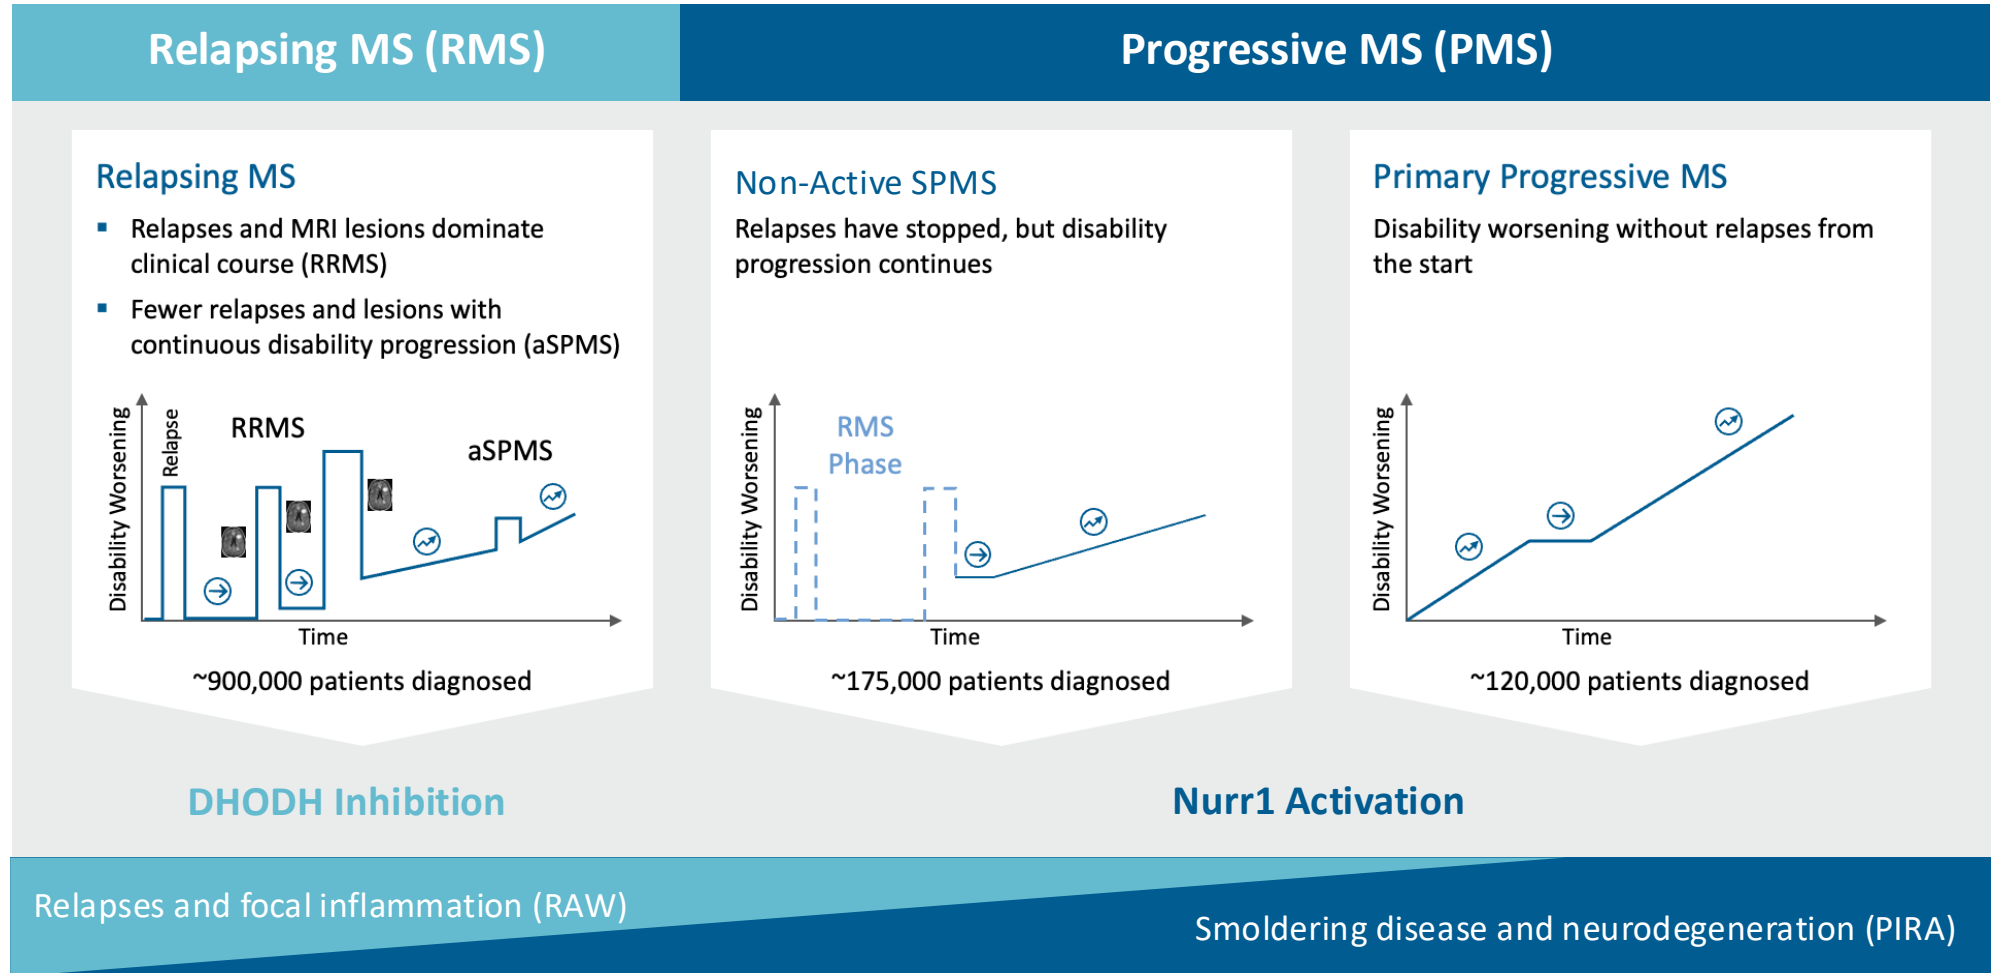 Relapsing MS (RMS)
Progressive MS (PMS)
Relapsing MS
▪ Relapses and MRI lesions dominate
clinical course (RRMS)
▪ Fewer relapses and lesions with
continuous disability progression (aSPMS)
Disability Worsening
Relapse
RRMS
aSPMS
Time
~900,000 patients diagnosed
Non-Active SPMS
Relapses have stopped, but disability
progression continues
Disability Worsening
RMS
Phase
Time
~175,000 patients diagnosed
Primary Progressive MS
Disability worsening without relapses from
the start
Disability Worsening
Time
~120,000 patients diagnosed
DHODH Inhibition
Nurr1 Activation
Relapses and focal inflammation (RAW)
Smoldering disease and neurodegeneration (PIRA)